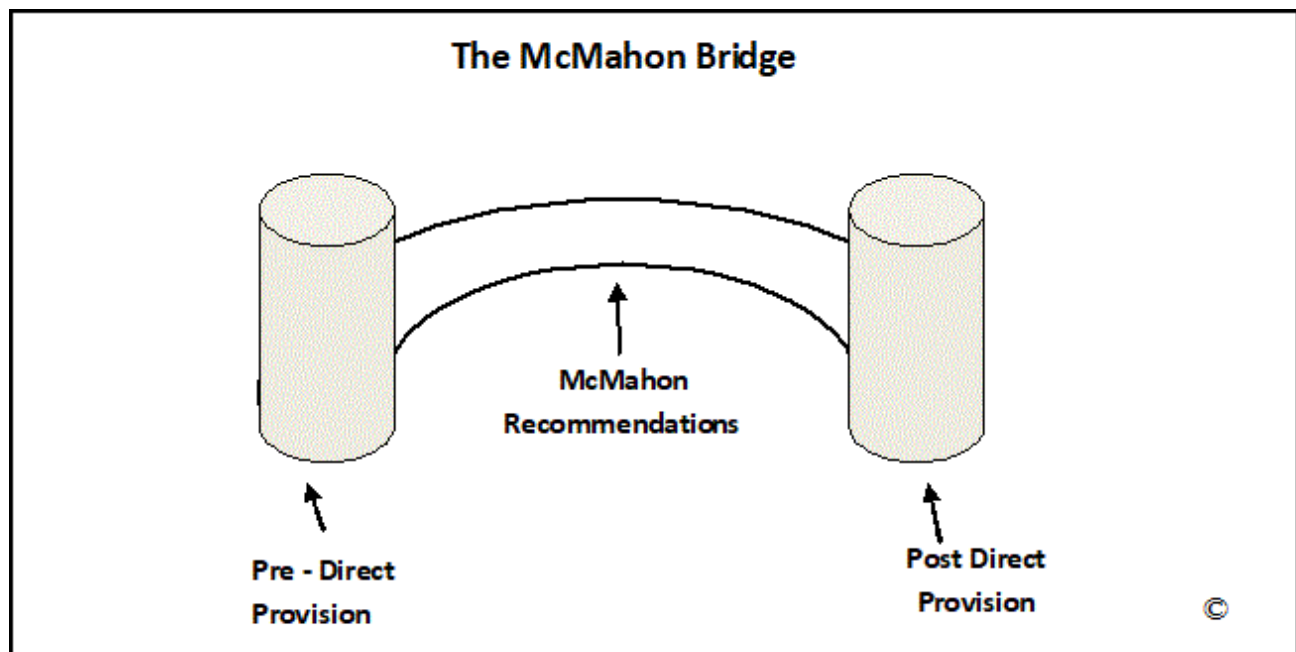 The McMahon Bridge
McMahon
Recommendations
Pre - Direct
Provision
Post Direct
Provision
©